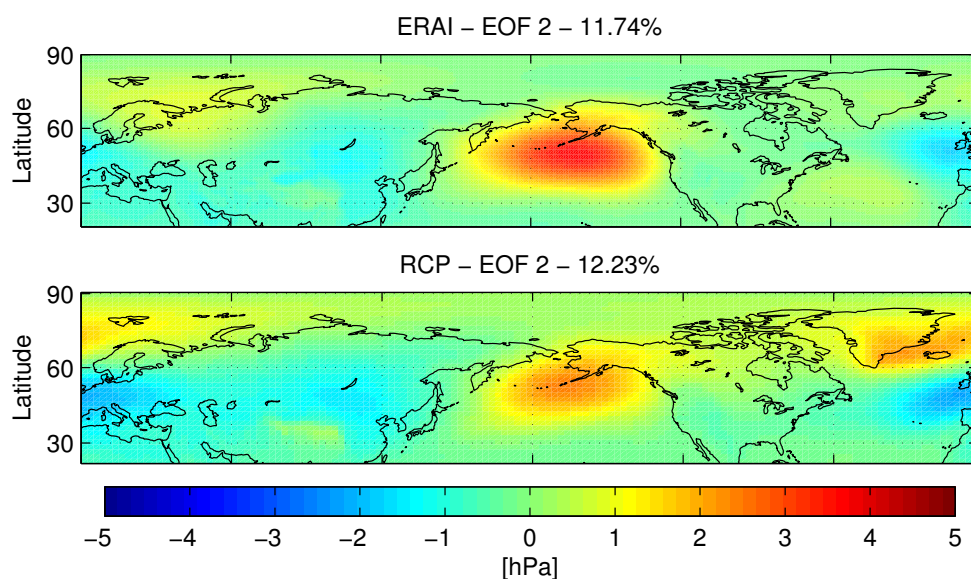 ERAI − EOF 2 − 11.74%
90
60
30
Latitude
RCP − EOF 2 − 12.23%
90
60
30
Latitude
−5 −4 −3 −2 −1 0 1 2 3 4 5
[hPa]